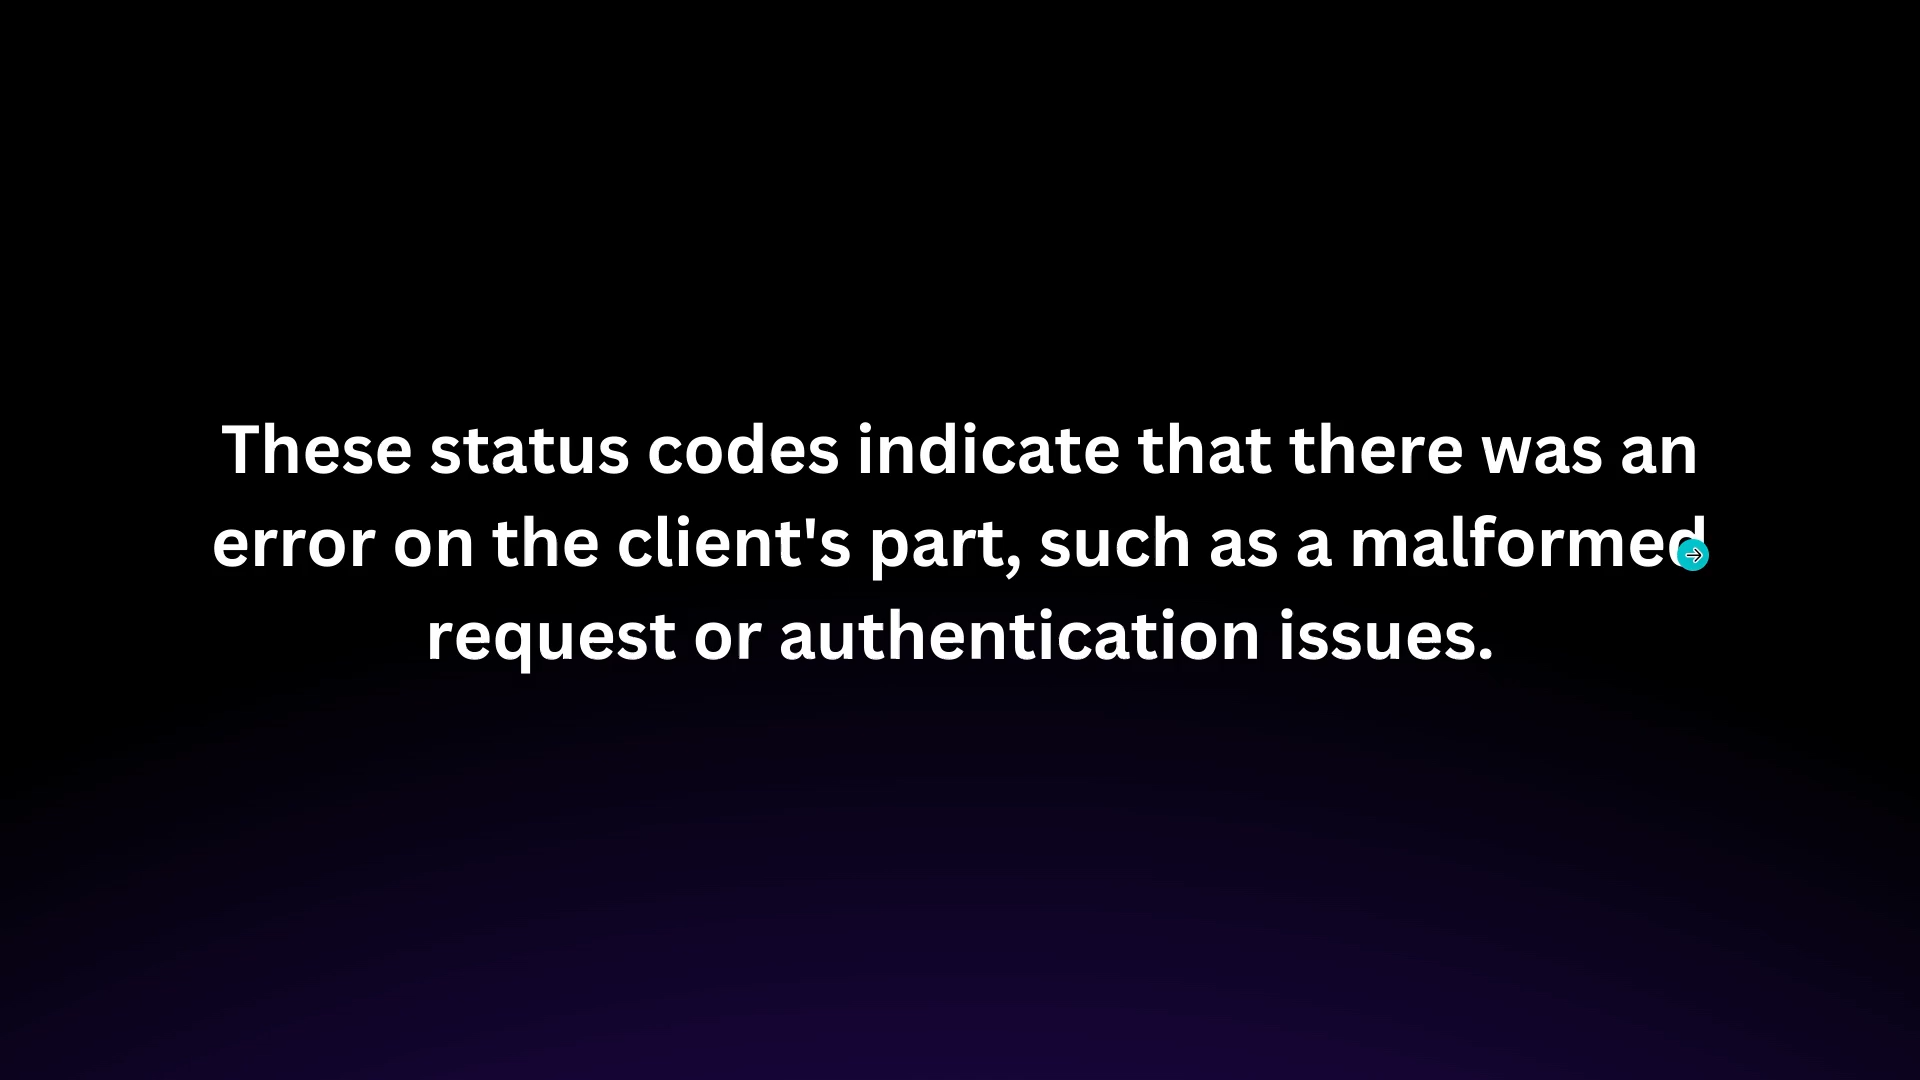 These status codes indicate that there was an
error on the client's part, such as a malformed
request or authentication issues.